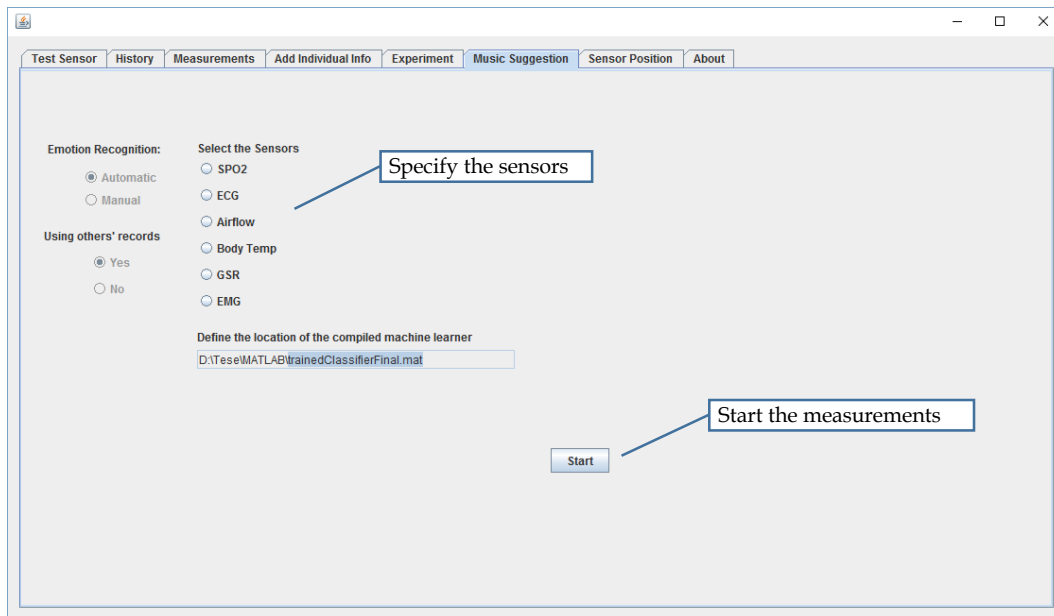 Test Sensor History Measurements Add Individual Info Experiment Music Suggestion Sensor Position About
Emotion Recognition:
Automatic
Manual
Using others' records
Yes
No
Select the Sensors
SPO2
ECG
Airflow
Body Temp
GSR
EMG
Specify the sensors
Define the location of the compiled machine learner
D:\Tese\MATLAB\trainedClassifierFinal.mat
Start the measurements
Start